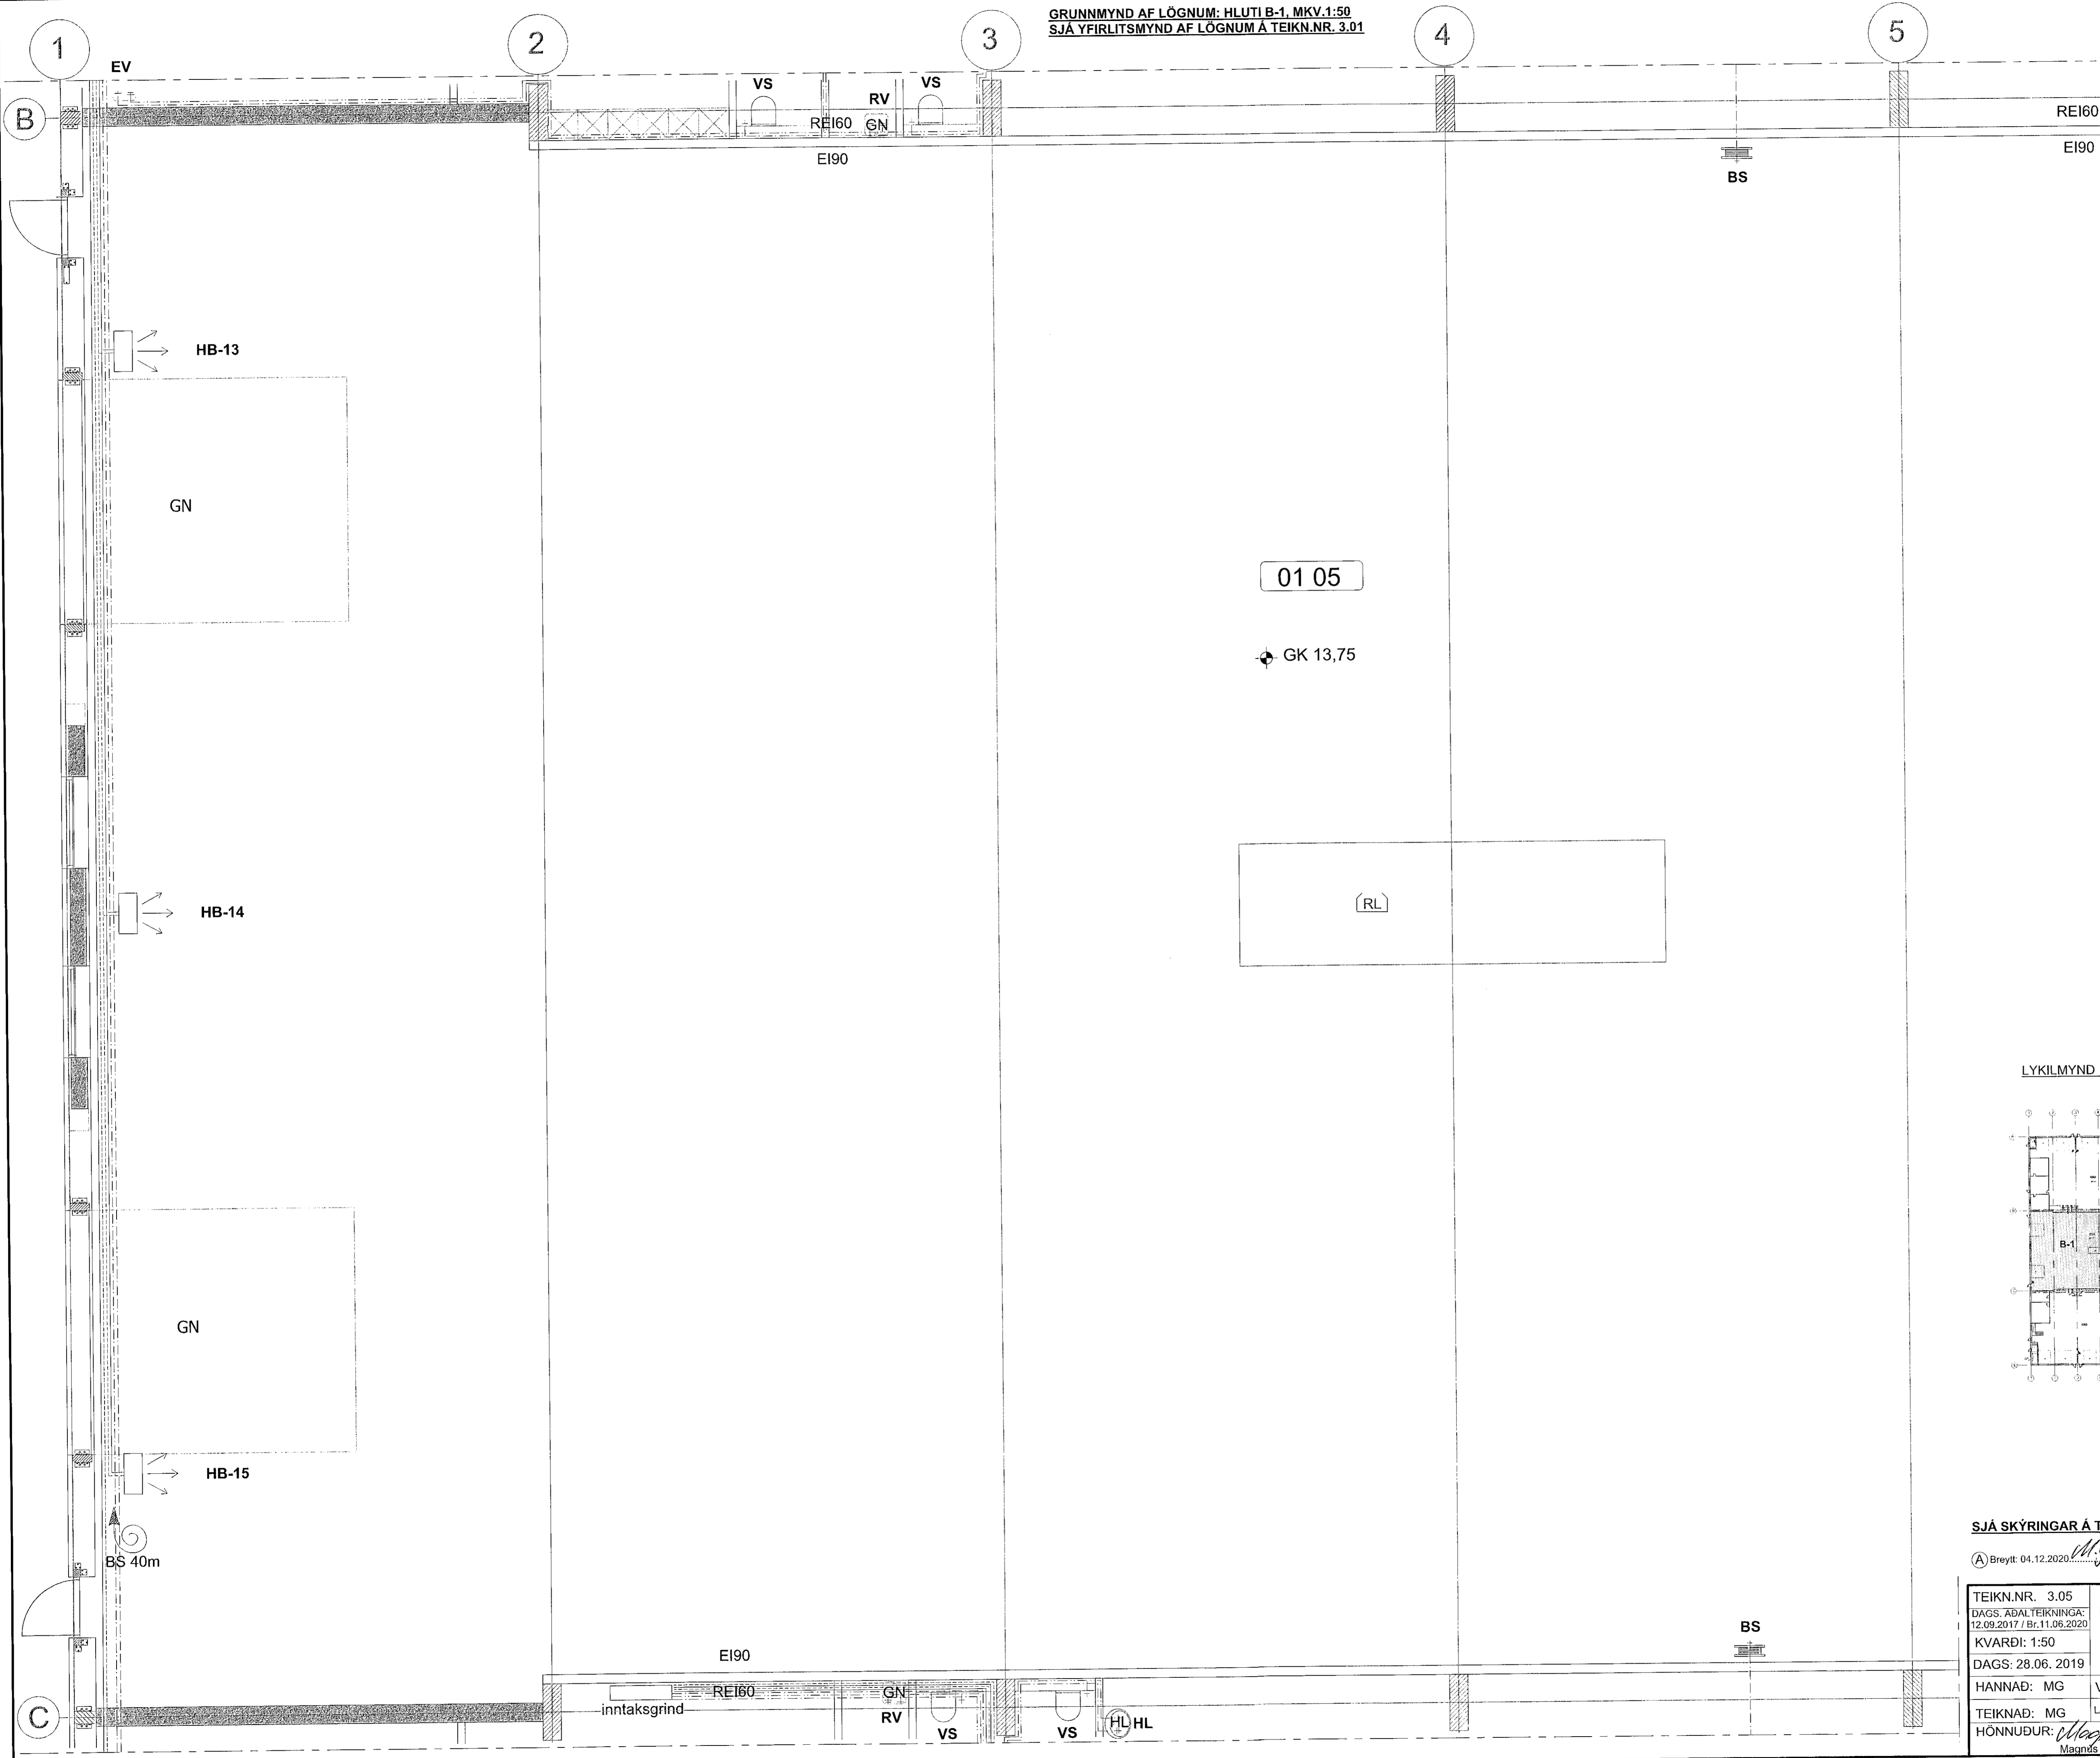 GRUNNMYND AF LÖGNUM: HLUTI B-1, MKV.1:50
SJÁ YFIRLITSMYND AF LÖGNUM Á TEIKN.NR. 3.01
1
2
3
4
5
EV
B
VS
RV
VS
REI60
GN
EI90
REI60
EI90
BS
HB-13
GN
01 05
GK 13,75
RL
HB-14
LYKILMYND
B-1
GN
HB-15
BS 40m
SJÁ SKÝRINGAR Á T
A Breytt: 04.12.2020
TEIKN.NR. 3.05
DAGS. AÐALTEIKNINGA:
12.09.2017 / Br.11.06.2020
KVARÐI: 1:50
DAGS: 28.06. 2019
HANNAÐ: MG
TEIKNAÐ: MG
HÖNNUÐUR:
Magnús
BS
EI90
REI60
GN
inntaksgrind
RV
VS
VS
HL HL
C